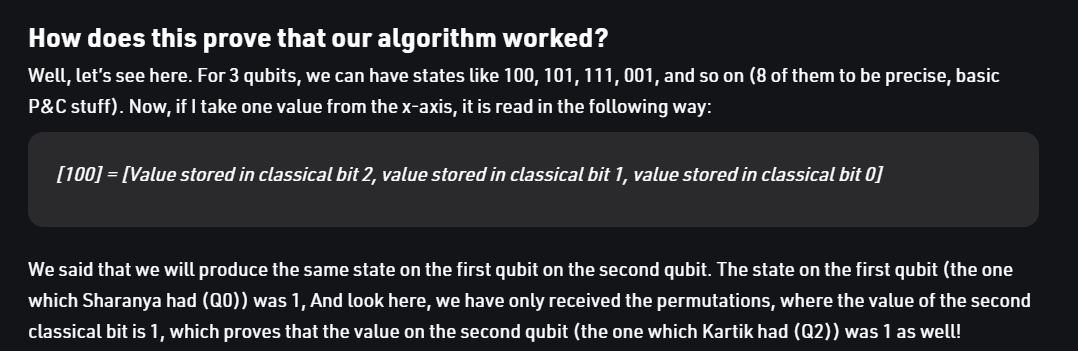 How does this prove that our algorithm worked?
Well, let's see here. For 3 qubits, we can have states like 100, 101, 111, 001, and so on (8 of them to be precise, basic
P&C stuff). Now, if I take one value from the x-axis, it is read in the following way:
[100] = [Value stored in classical bit 2, value stored in classical bit 1, value stored in classical bit 0]
We said that we will produce the same state on the first qubit on the second qubit. The state on the first qubit (the one
which Sharanya had (Q0)) was 1, And look here, we have only received the permutations, where the value of the second
classical bit is 1, which proves that the value on the second qubit (the one which Kartik had (Q2)) was 1 as well!